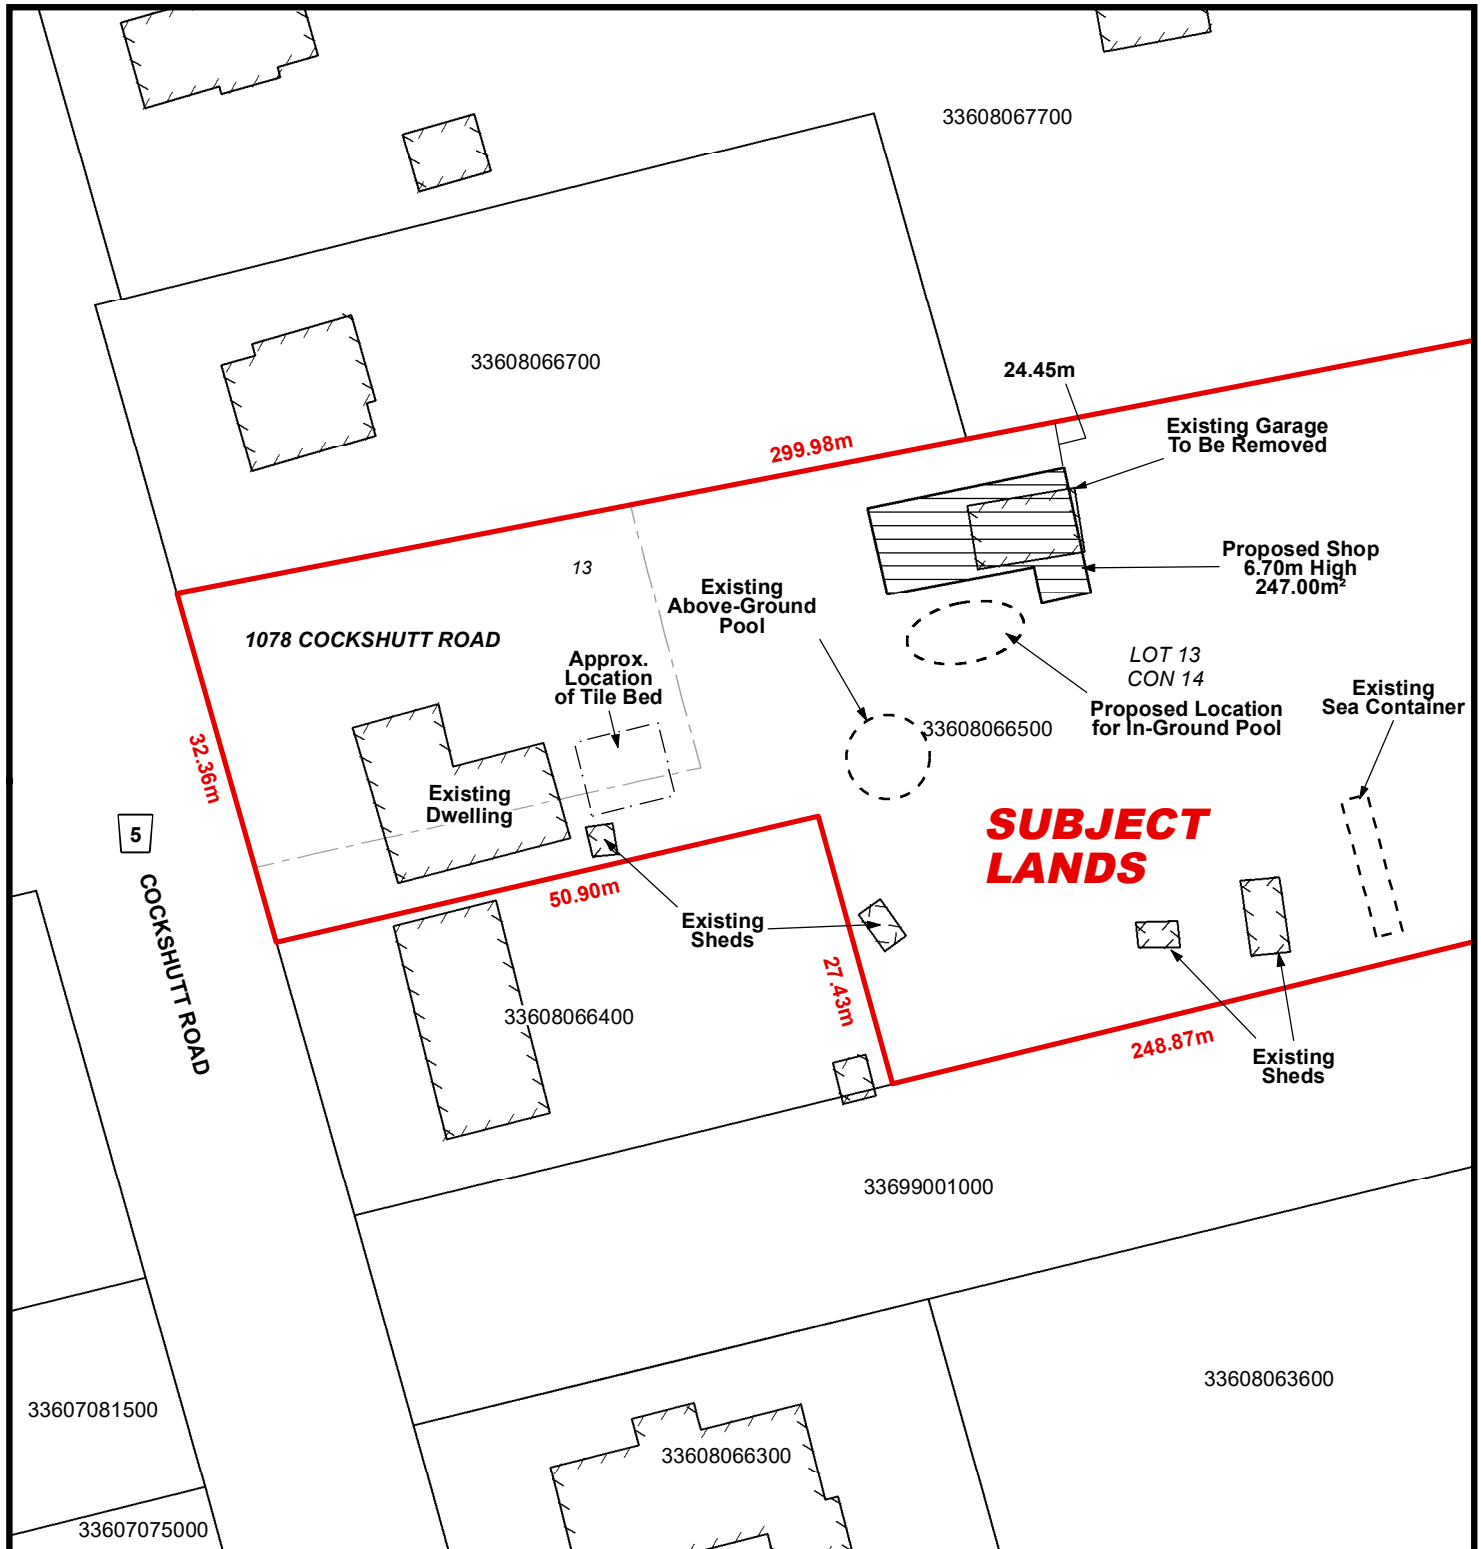 33608067700
33608066700
24.45m
Existing Garage
To Be Removed
299.98m
13
Proposed Shop
6.70m High
247.00m²
Existing
Above-Ground
Pool
1078 COCKSHUTT ROAD
Approx.
Location
of Tile Bed
LOT 13
CON 14
Proposed Location
for In-Ground Pool
Existing
Sea Container
33608066500
32.36m
Existing
Dwelling
SUBJECT
LANDS
5
COCKSHUTT ROAD
50.90m
Existing
Sheds
27.43m
33608066400
248.87m
Existing
Sheds
33699001000
33608063600
33607081500
33608066300
33607075000